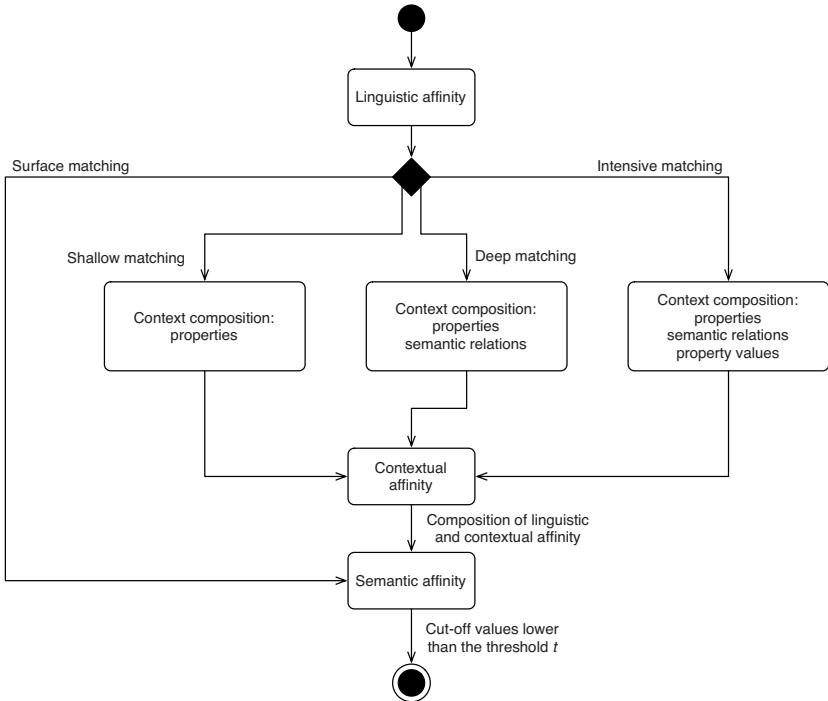 Linguistic affinity
Surface matching
Intensive matching
Shallow matching
Deep matching
Context composition:
properties
Context composition:
properties
semantic relations
Context composition:
properties
semantic relations
property values
Contextual
affinity
Composition of linguistic
and contextual affinity
Semantic affinity
Cut-off values lower
than the threshold t